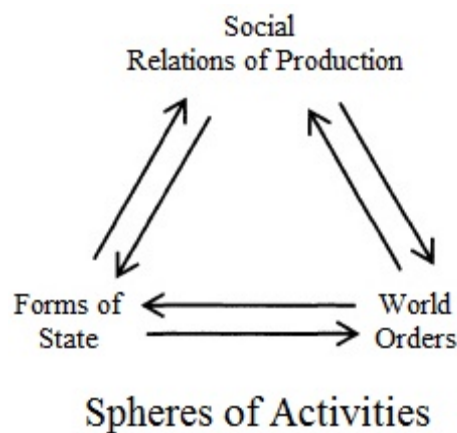 Social
Relations of Production
Forms of
State
World
Orders
Spheres of Activities